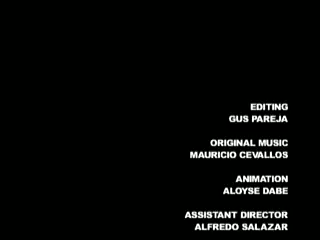 EDITING
GUS PAREJA
ORIGINAL MUSIC
MAURICIO CEVALLOS
ANIMATION
ALOYSE DABE
ASSISTANT DIRECTOR
ALFREDO SALAZAR